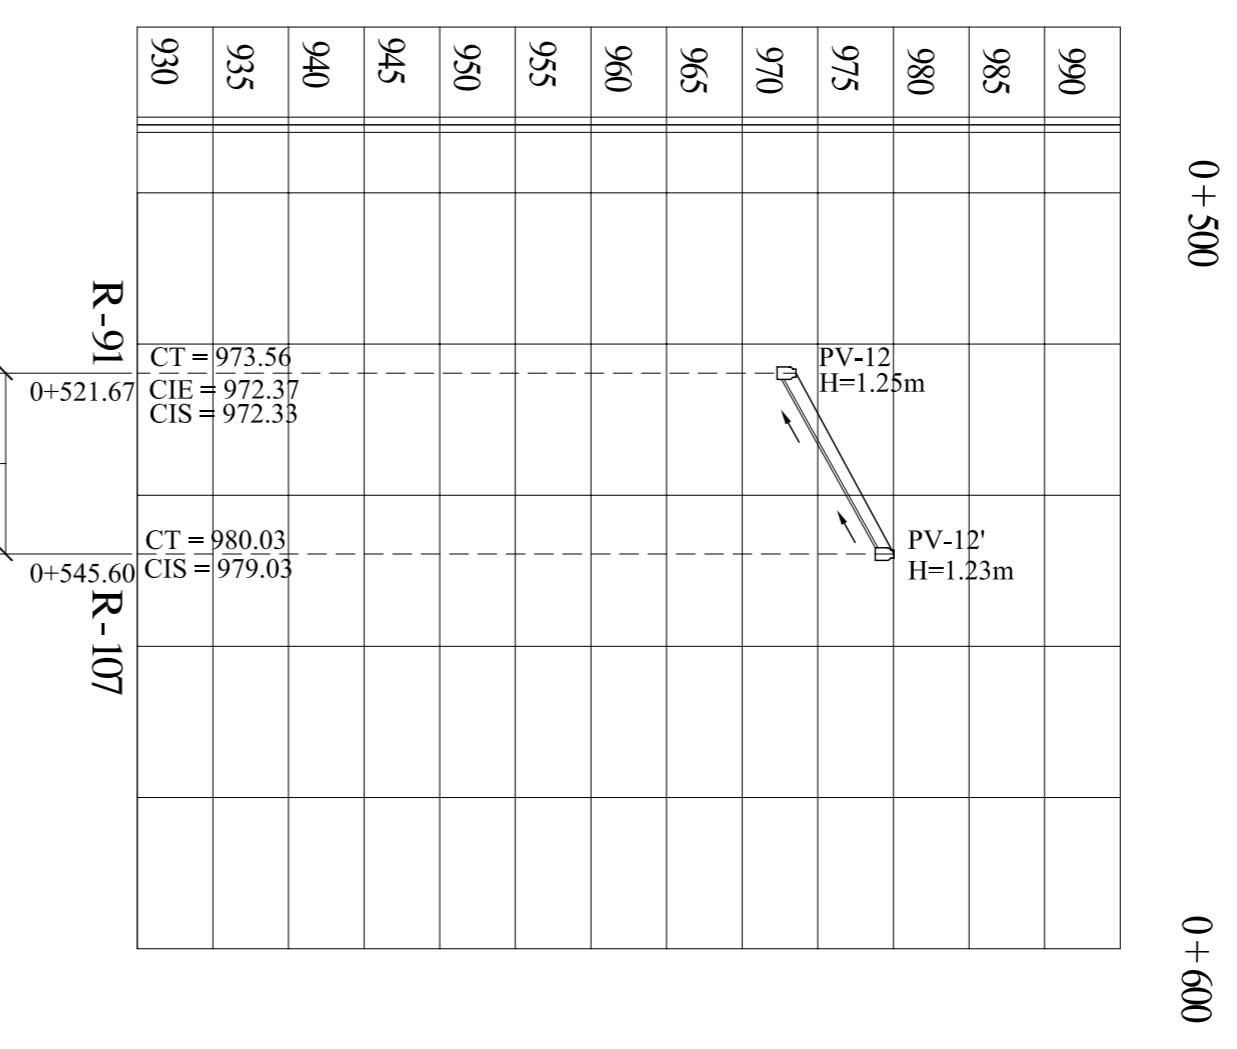 930
935
940
945
950
955
960
965
970
975
980
985
990
0+500
R-91
0+521.67
CT = 973.56
CIE = 972.37
CIS = 972.33
PV-12
H=1.25m
CT = 980.03
CIS = 979.03
0+545.60
R-107
PV-12'
H=1.23m
0+600